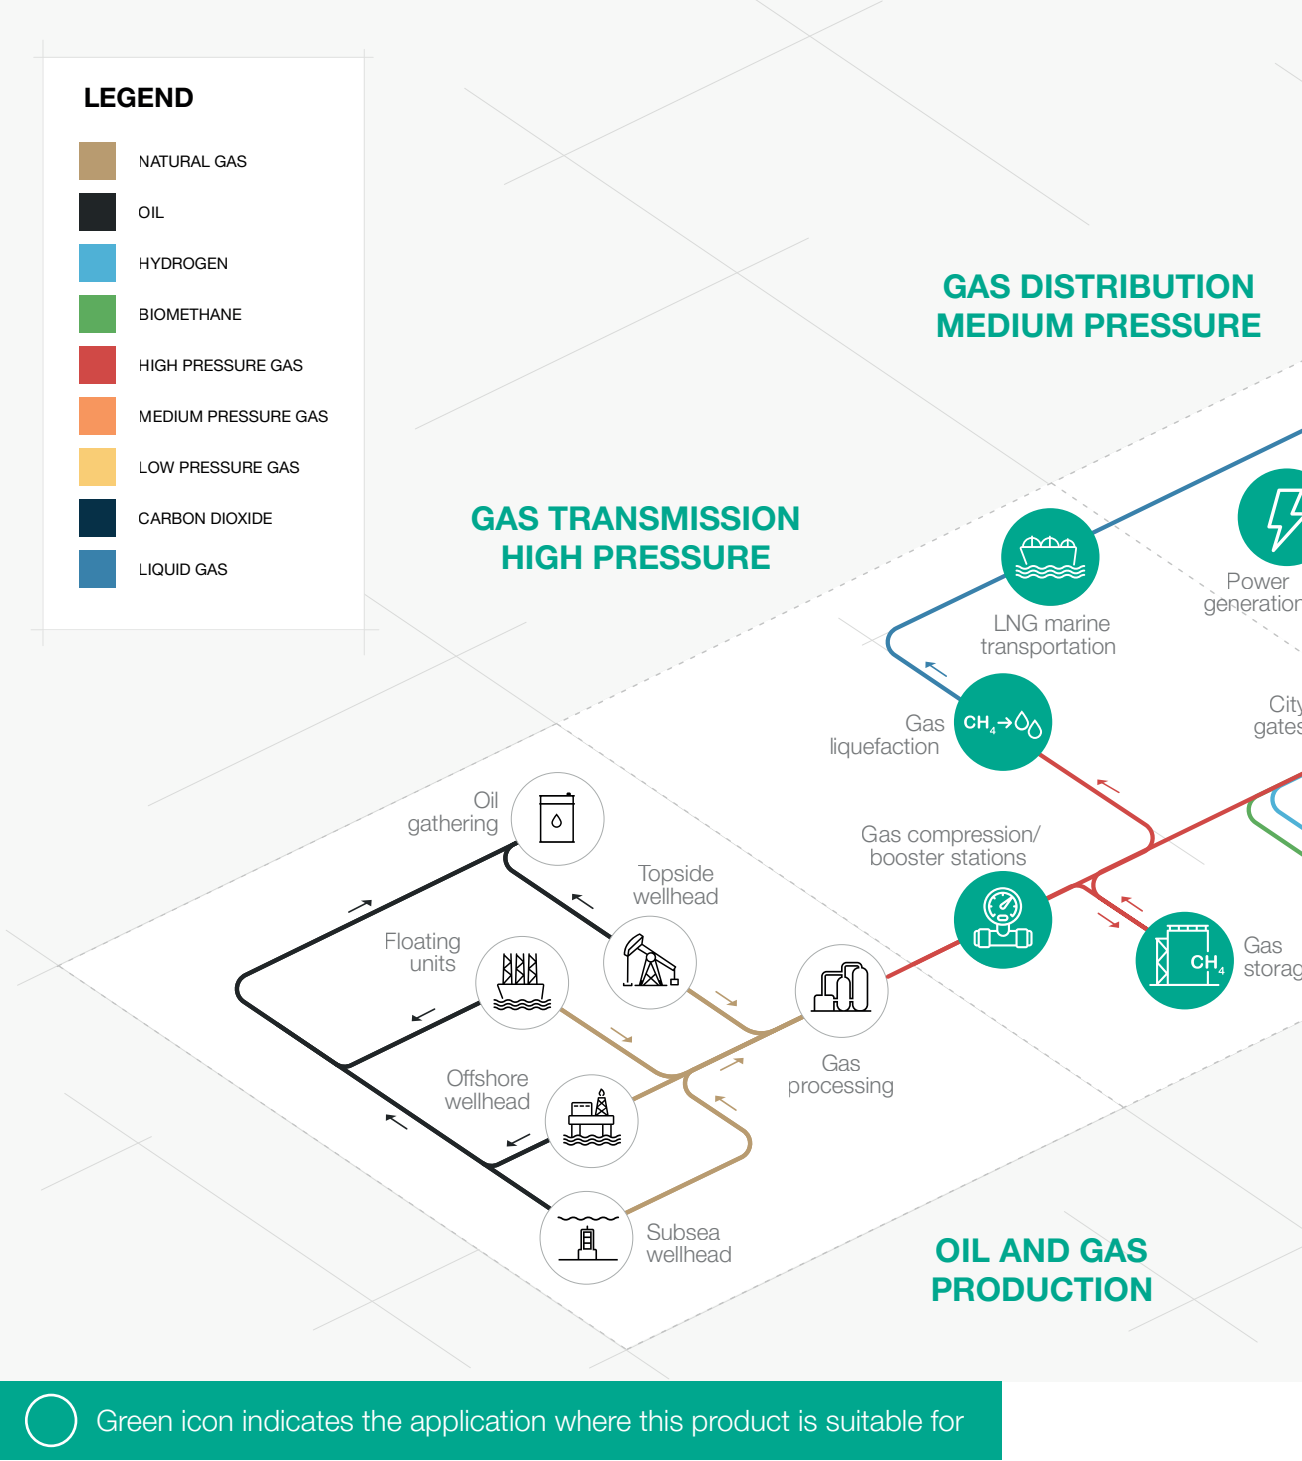 LEGEND
NATURAL GAS
OIL
HYDROGEN
BIOMETHANE
HIGH PRESSURE GAS
MEDIUM PRESSURE GAS
LOW PRESSURE GAS
CARBON DIOXIDE
LIQUID GAS
GAS DISTRIBUTION
MEDIUM PRESSURE
GAS TRANSMISSION
HIGH PRESSURE
Power
generation
LNG marine
transportation
City
gates
Gas
liquefaction
CH4→
Oil
gathering
Gas compression/
booster stations
Topside
wellhead
Floating
units
Gas
storag
CH4
Gas
processing
Offshore
wellhead
Subsea
wellhead
OIL AND GAS
PRODUCTION
Green icon indicates the application where this product is suitable for